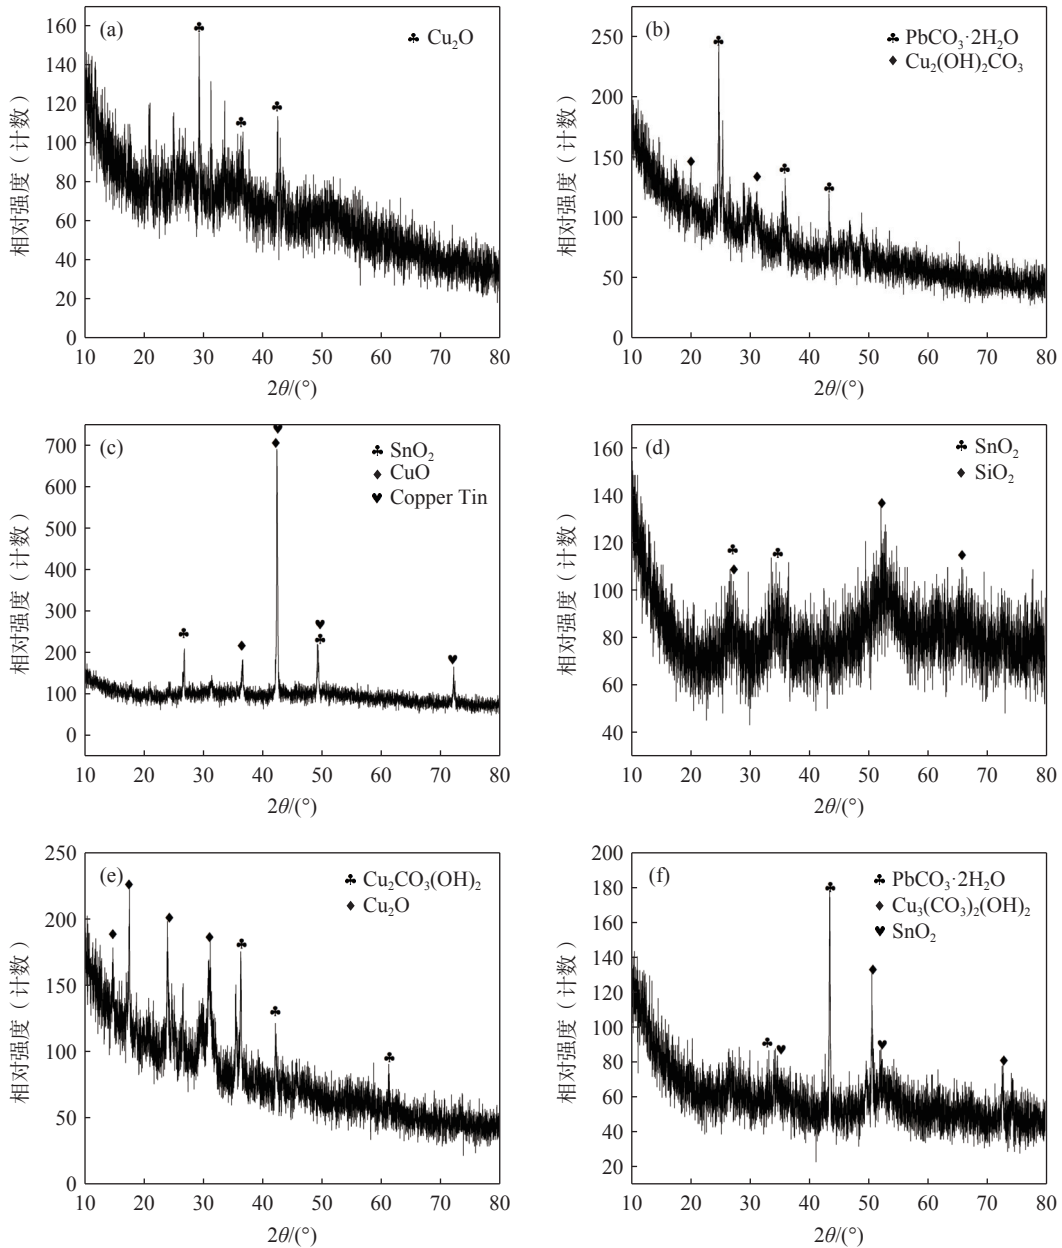 (a)
♣ Cu₂O
160
140
120
100
80
60
40
20
0
相对强度（计数）
10 20 30 40 50 60 70 80
2θ/(°)
(b)
♣ PbCO₃·2H₂O
♦ Cu₂(OH)₂CO₃
250
200
150
100
50
0
相对强度（计数）
10 20 30 40 50 60 70 80
2θ/(°)
(c)
♣ SnO₂
♦ CuO
♥ Copper Tin
700
600
500
400
300
200
100
0
相对强度（计数）
10 20 30 40 50 60 70 80
2θ/(°)
(d)
♣ SnO₂
♦ SiO₂
160
140
120
100
80
60
40
相对强度（计数）
10 20 30 40 50 60 70 80
2θ/(°)
(e)
♣ Cu₂CO₃(OH)₂
♦ Cu₂O
250
200
150
100
50
0
相对强度（计数）
10 20 30 40 50 60 70 80
2θ/(°)
(f)
♣ PbCO₃·2H₂O
♦ Cu₃(CO₃)₂(OH)₂
♥ SnO₂
200
180
160
140
120
100
80
60
40
20
相对强度（计数）
10 20 30 40 50 60 70 80
2θ/(°)